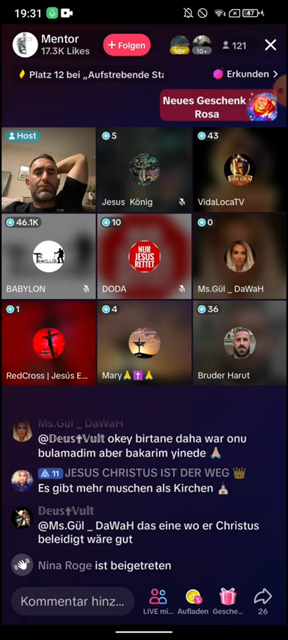 19:31
47
Mentor
17.3K Likes
+ Folgen
10+
10+
121
Platz 12 bei „Aufstrebende Sta
Erkunden >
Neues Geschenk
Rosa
Host
5
Jesus König
43
VidaLocaTV
46.1K
BABYLON
10
NUR
JESUS
RETTET
DODA
0
Ms.Gül _ DaWaH
1
RedCross | Jesús E...
4
Mary🙏✝️🙏
36
Bruder Harut
Ms.Gül _ DaWaH
@𝔻𝕖𝕦𝕤✝𝕍𝕦𝕝𝕥 okey birtane daha war onu
bulamadim aber bakarim yinede 🙏
11 JESUS CHRISTUS IST DER WEG 👑
Es gibt mehr muschen als Kirchen ⛪
𝔻𝕖𝕦𝕤✝𝕍𝕦𝕝𝕥
@Ms.Gül _ DaWaH das eine wo er Christus
beleidigt wäre gut
Nina Roge ist beigetreten
Kommentar hinz...
LIVE mi...
Aufladen
Gesche...
26